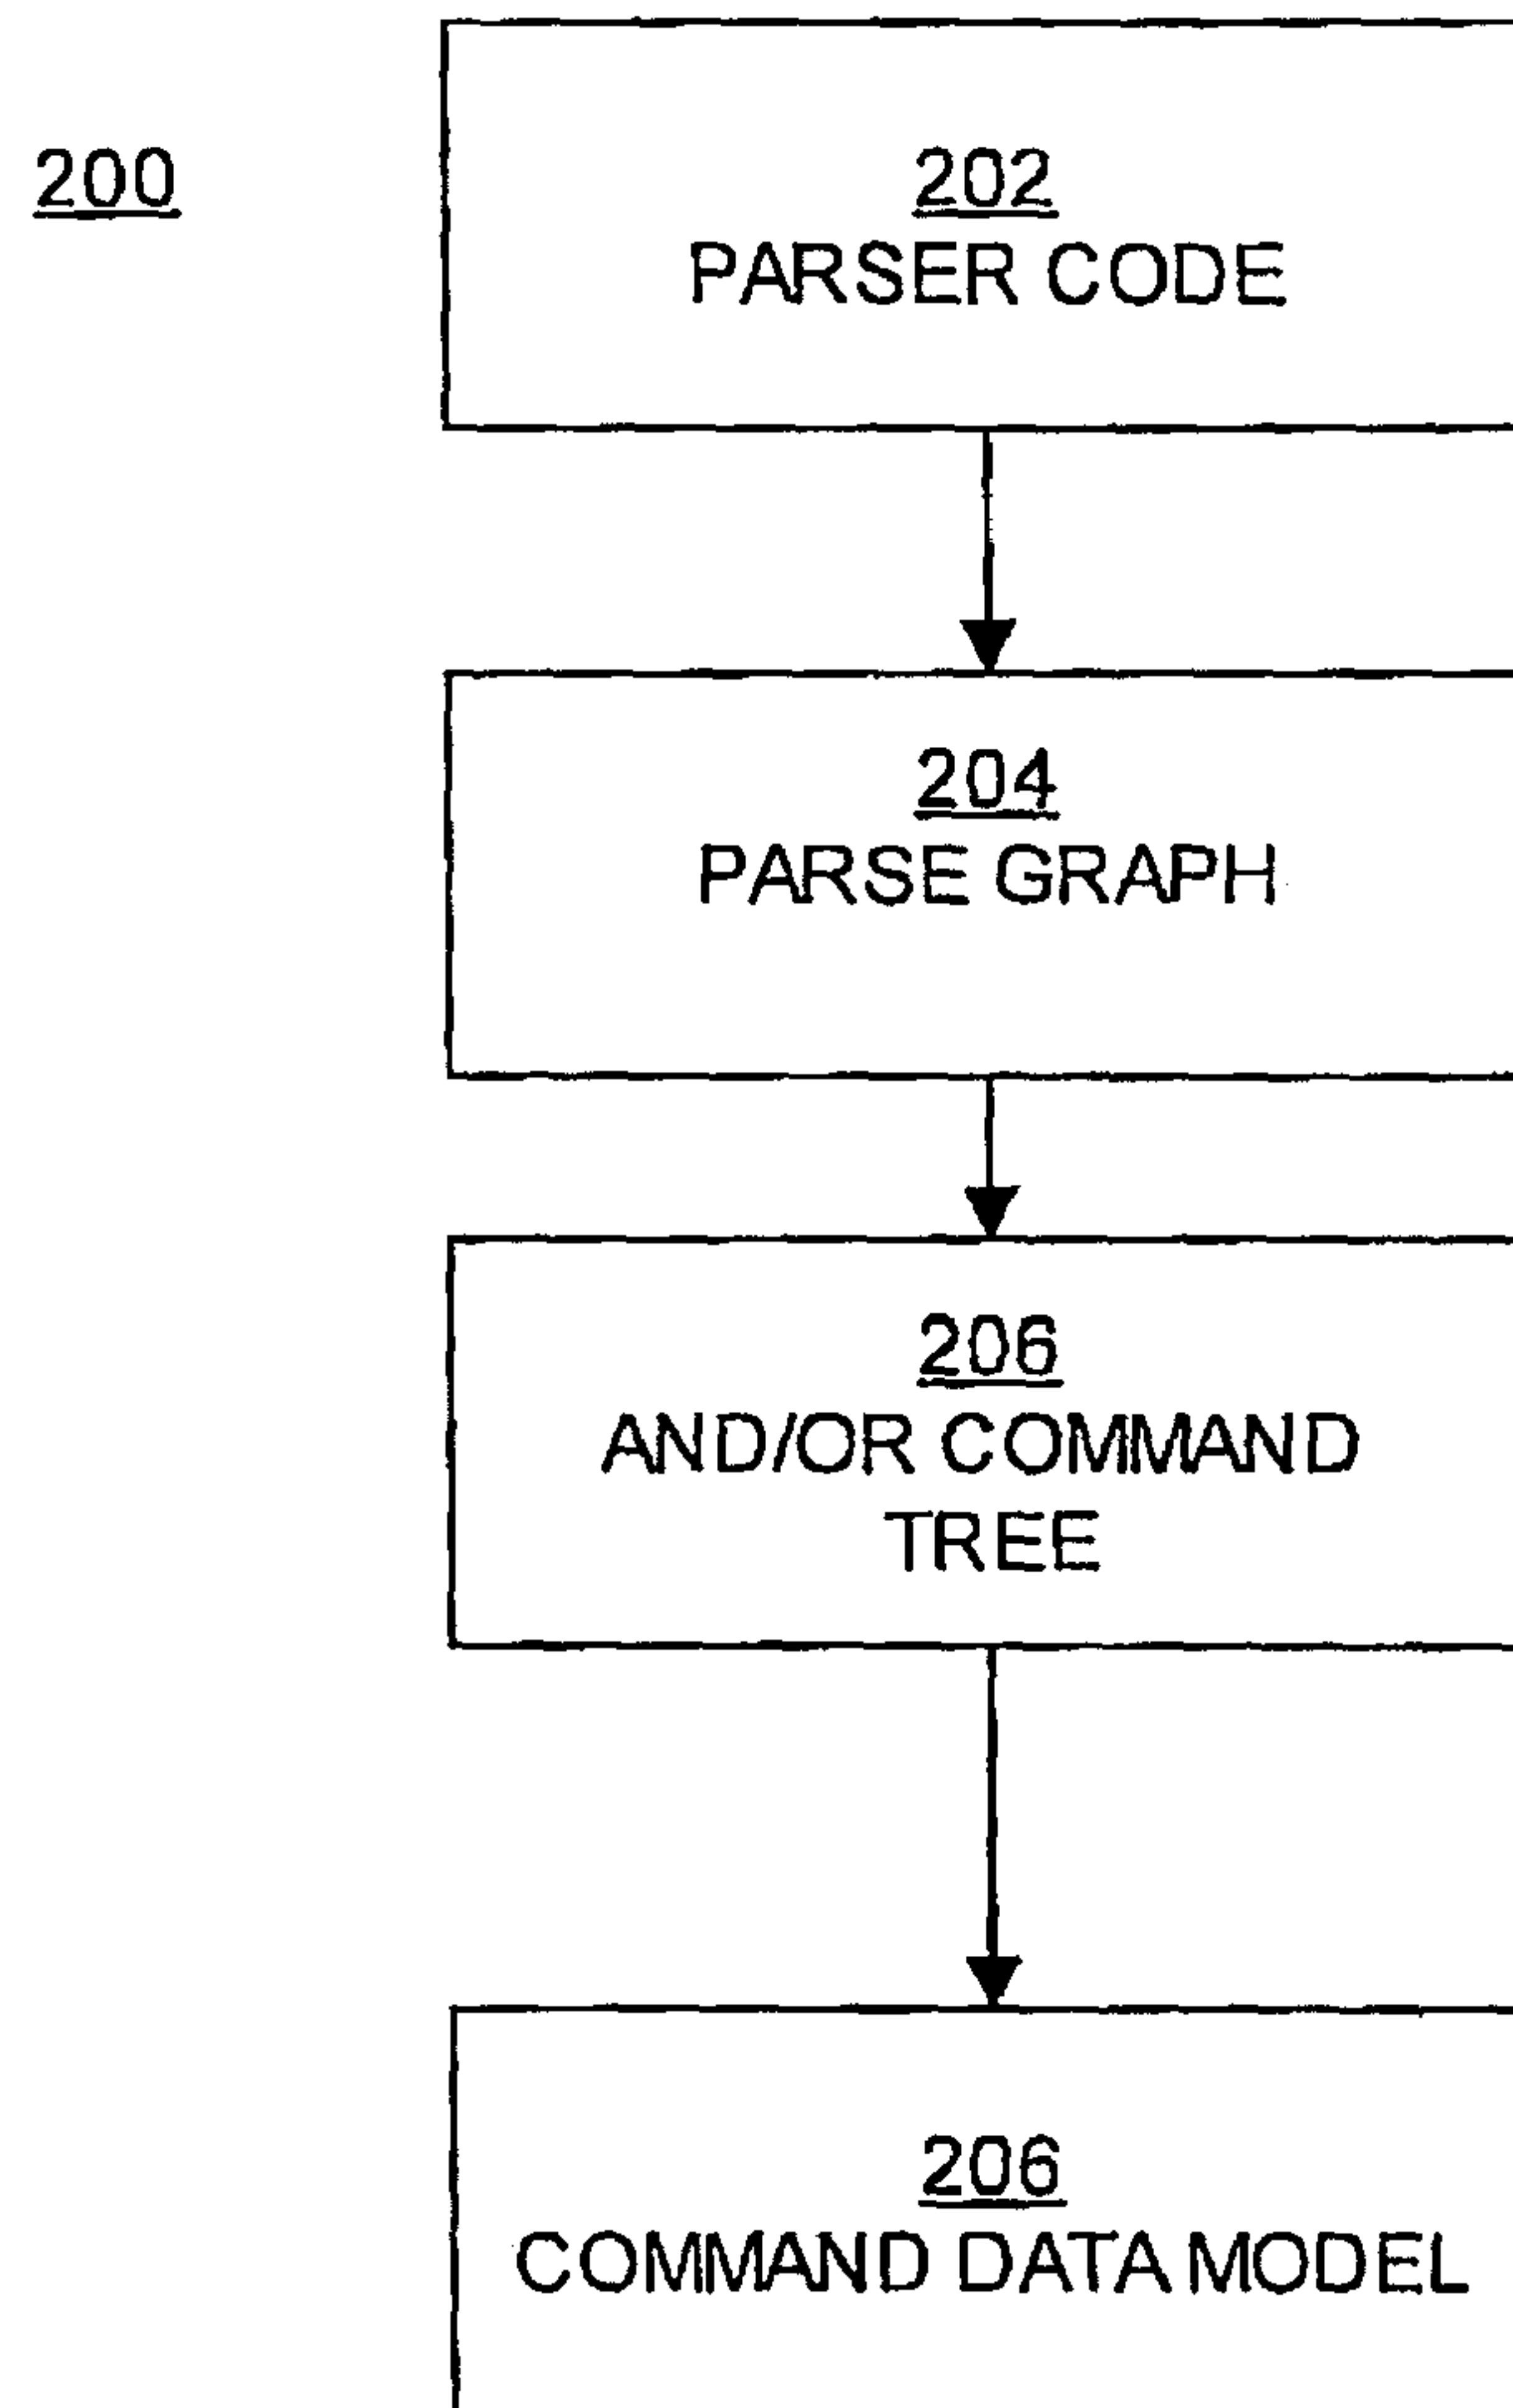 200
202
PARSER CODE
204
PARSE GRAPH
206
AND/OR COMMAND
TREE
206
COMMAND DATA MODEL